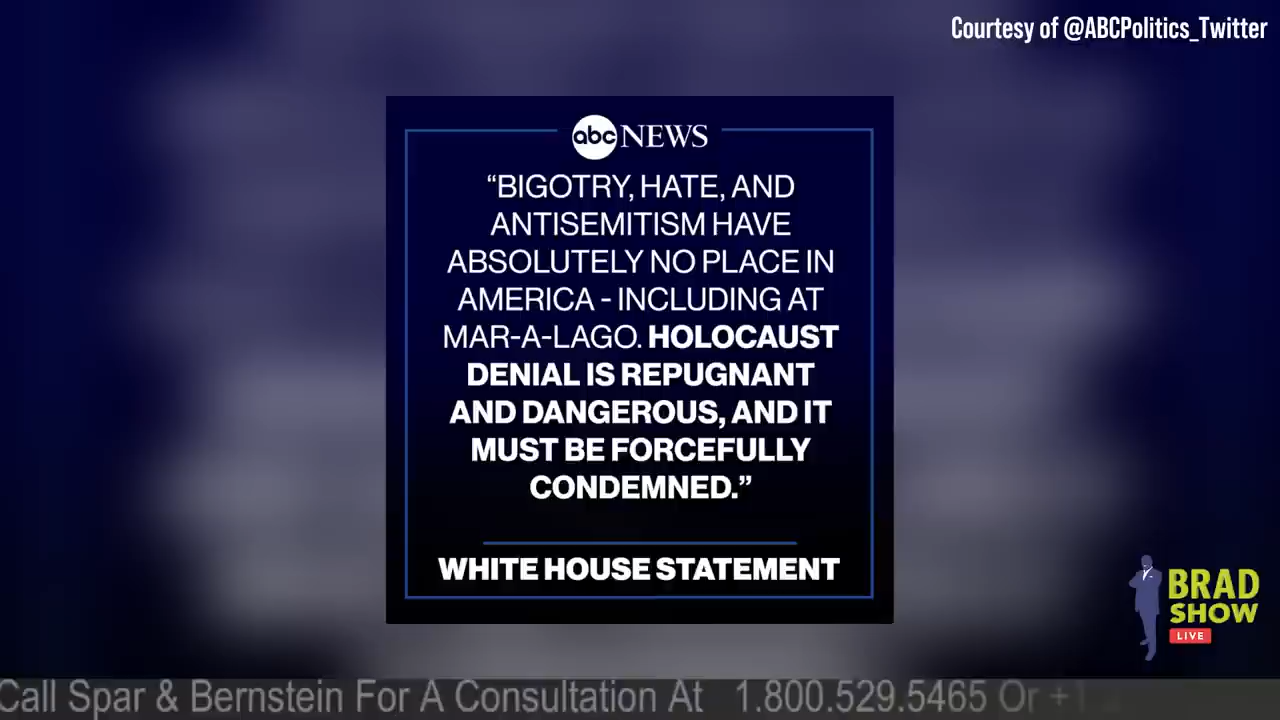 Courtesy of @ABCPolitics_Twitter
abc NEWS
“BIGOTRY, HATE, AND
ANTISEMITISM HAVE
ABSOLUTELY NO PLACE IN
AMERICA - INCLUDING AT
MAR-A-LAGO. HOLOCAUST
DENIAL IS REPUGNANT
AND DANGEROUS, AND IT
MUST BE FORCEFULLY
CONDEMNED.”
WHITE HOUSE STATEMENT
BRAD
SHOW
LIVE
Call Spar & Bernstein For A Consultation At 1.800.529.5465 Or